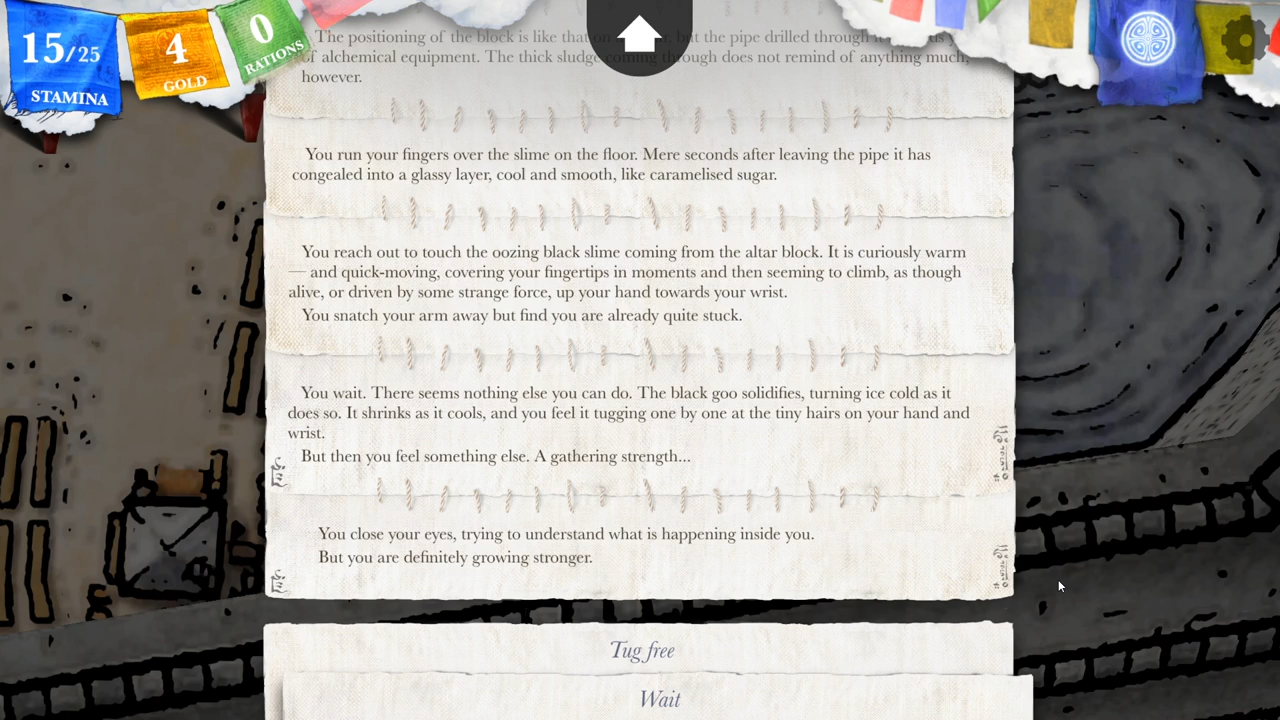 15/25
STAMINA
4
GOLD
0
RATIONS
The positioning of the block is like that on but the pipe drilled through
of alchemical equipment. The thick sludge coming through does not remind of anything much,
however.
You run your fingers over the slime on the floor. Mere seconds after leaving the pipe it has
congealed into a glassy layer, cool and smooth, like caramelised sugar.
You reach out to touch the oozing black slime coming from the altar block. It is curiously warm
— and quick-moving, covering your fingertips in moments and then seeming to climb, as though
alive, or driven by some strange force, up your hand towards your wrist.
You snatch your arm away but find you are already quite stuck.
You wait. There seems nothing else you can do. The black goo solidifies, turning ice cold as it
does so. It shrinks as it cools, and you feel it tugging one by one at the tiny hairs on your hand and
wrist.
But then you feel something else. A gathering strength...
You close your eyes, trying to understand what is happening inside you.
But you are definitely growing stronger.
Tug free
Wait